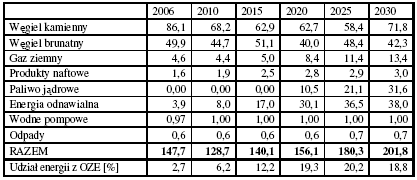 2006 2010 2015 2020 2025 2030
Węgiel kamienny 86,1 68,2 62,9 62,7 58,4 71,8
Węgiel brunatny 49,9 44,7 51,1 40,0 48,4 42,3
Gaz ziemny 4,6 4,4 5,0 8,4 11,4 13,4
Produkty naftowe 1,6 1,9 2,5 2,8 2,9 3,0
Paliwo jądrowe 0,00 0,00 0,00 10,5 21,1 31,6
Energia odnawialna 3,9 8,0 17,0 30,1 36,5 38,0
Wodne pompowe 0,97 1,00 1,00 1,00 1,00 1,00
Odpady 0,6 0,6 0,6 0,6 0,7 0,7
RAZEM 147,7 128,7 140,1 156,1 180,3 201,8
Udział energii z OZE [%] 2,7 6,2 12,2 19,3 20,2 18,8